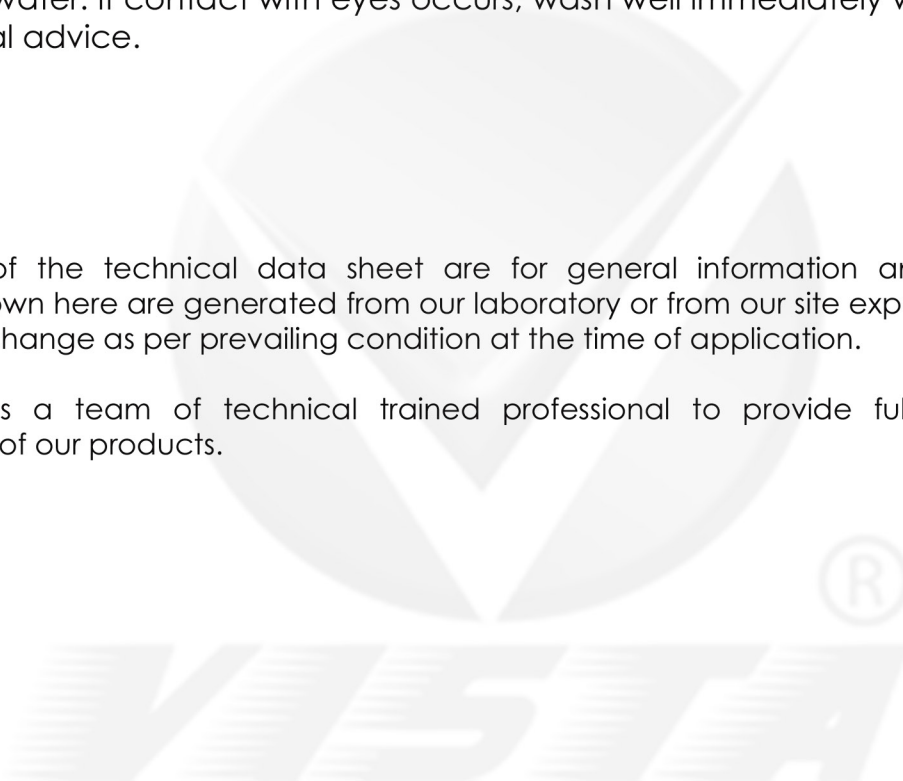 water. If contact with eyes occurs, wash well immediately
al advice.
of the technical data sheet are for general information
own here are generated from our laboratory or from our site exp
hange as per prevailing condition at the time of application.
s a team of technical trained professional to provide ful
of our products.
®
VISTA